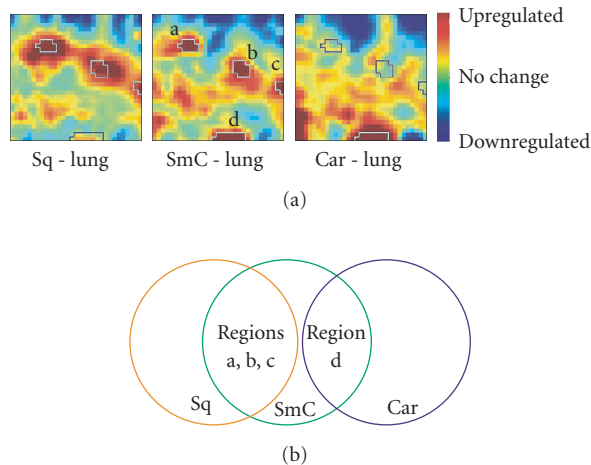 a
b
c
d
Upregulated
No change
Downregulated
Sq - lung
SmC - lung
Car - lung
(a)
Regions
a, b, c
Region
d
Sq
SmC
Car
(b)